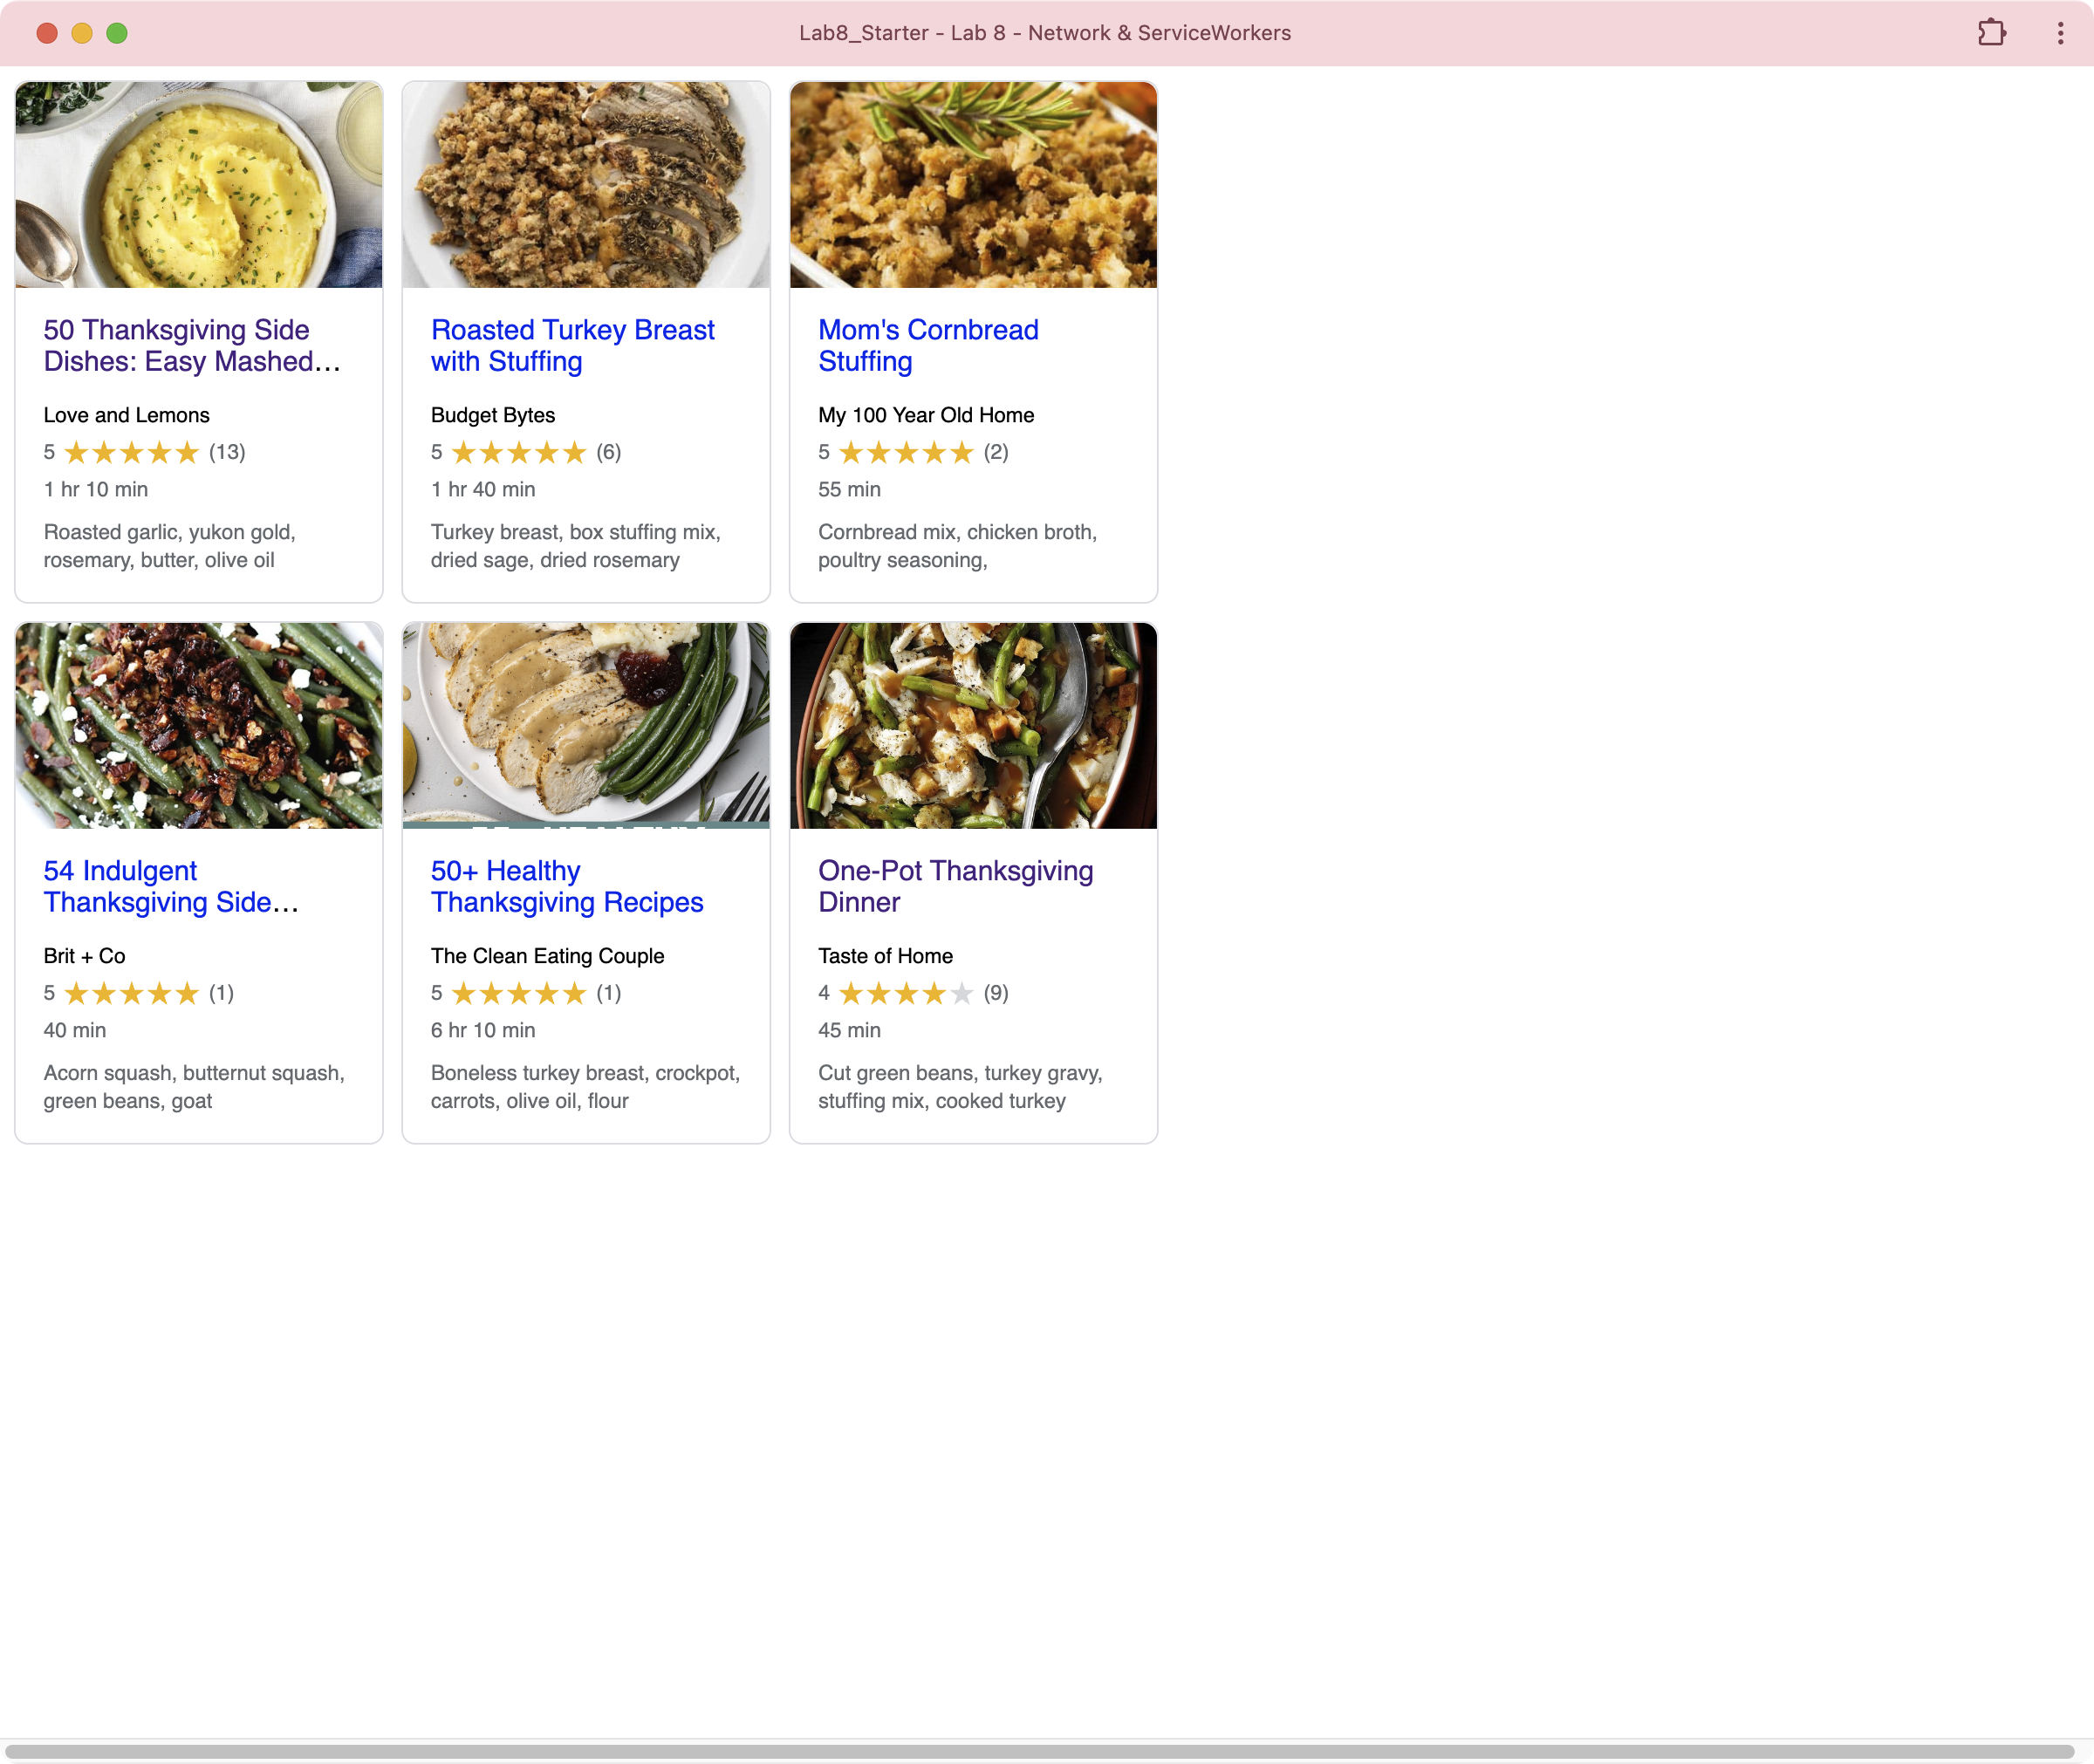 Lab8_Starter - Lab 8 - Network & ServiceWorkers
50 Thanksgiving Side
Dishes: Easy Mashed...
Love and Lemons
5 ★★★★★ (13)
1 hr 10 min
Roasted garlic, yukon gold,
rosemary, butter, olive oil
Roasted Turkey Breast
with Stuffing
Budget Bytes
5 ★★★★★ (6)
1 hr 40 min
Turkey breast, box stuffing mix,
dried sage, dried rosemary
Mom's Cornbread
Stuffing
My 100 Year Old Home
5 ★★★★★ (2)
55 min
Cornbread mix, chicken broth,
poultry seasoning,
54 Indulgent
Thanksgiving Side...
Brit + Co
5 ★★★★★ (1)
40 min
Acorn squash, butternut squash,
green beans, goat
50+ Healthy
Thanksgiving Recipes
The Clean Eating Couple
5 ★★★★★ (1)
6 hr 10 min
Boneless turkey breast, crockpot,
carrots, olive oil, flour
One-Pot Thanksgiving
Dinner
Taste of Home
4 ★★★★★ (9)
45 min
Cut green beans, turkey gravy,
stuffing mix, cooked turkey